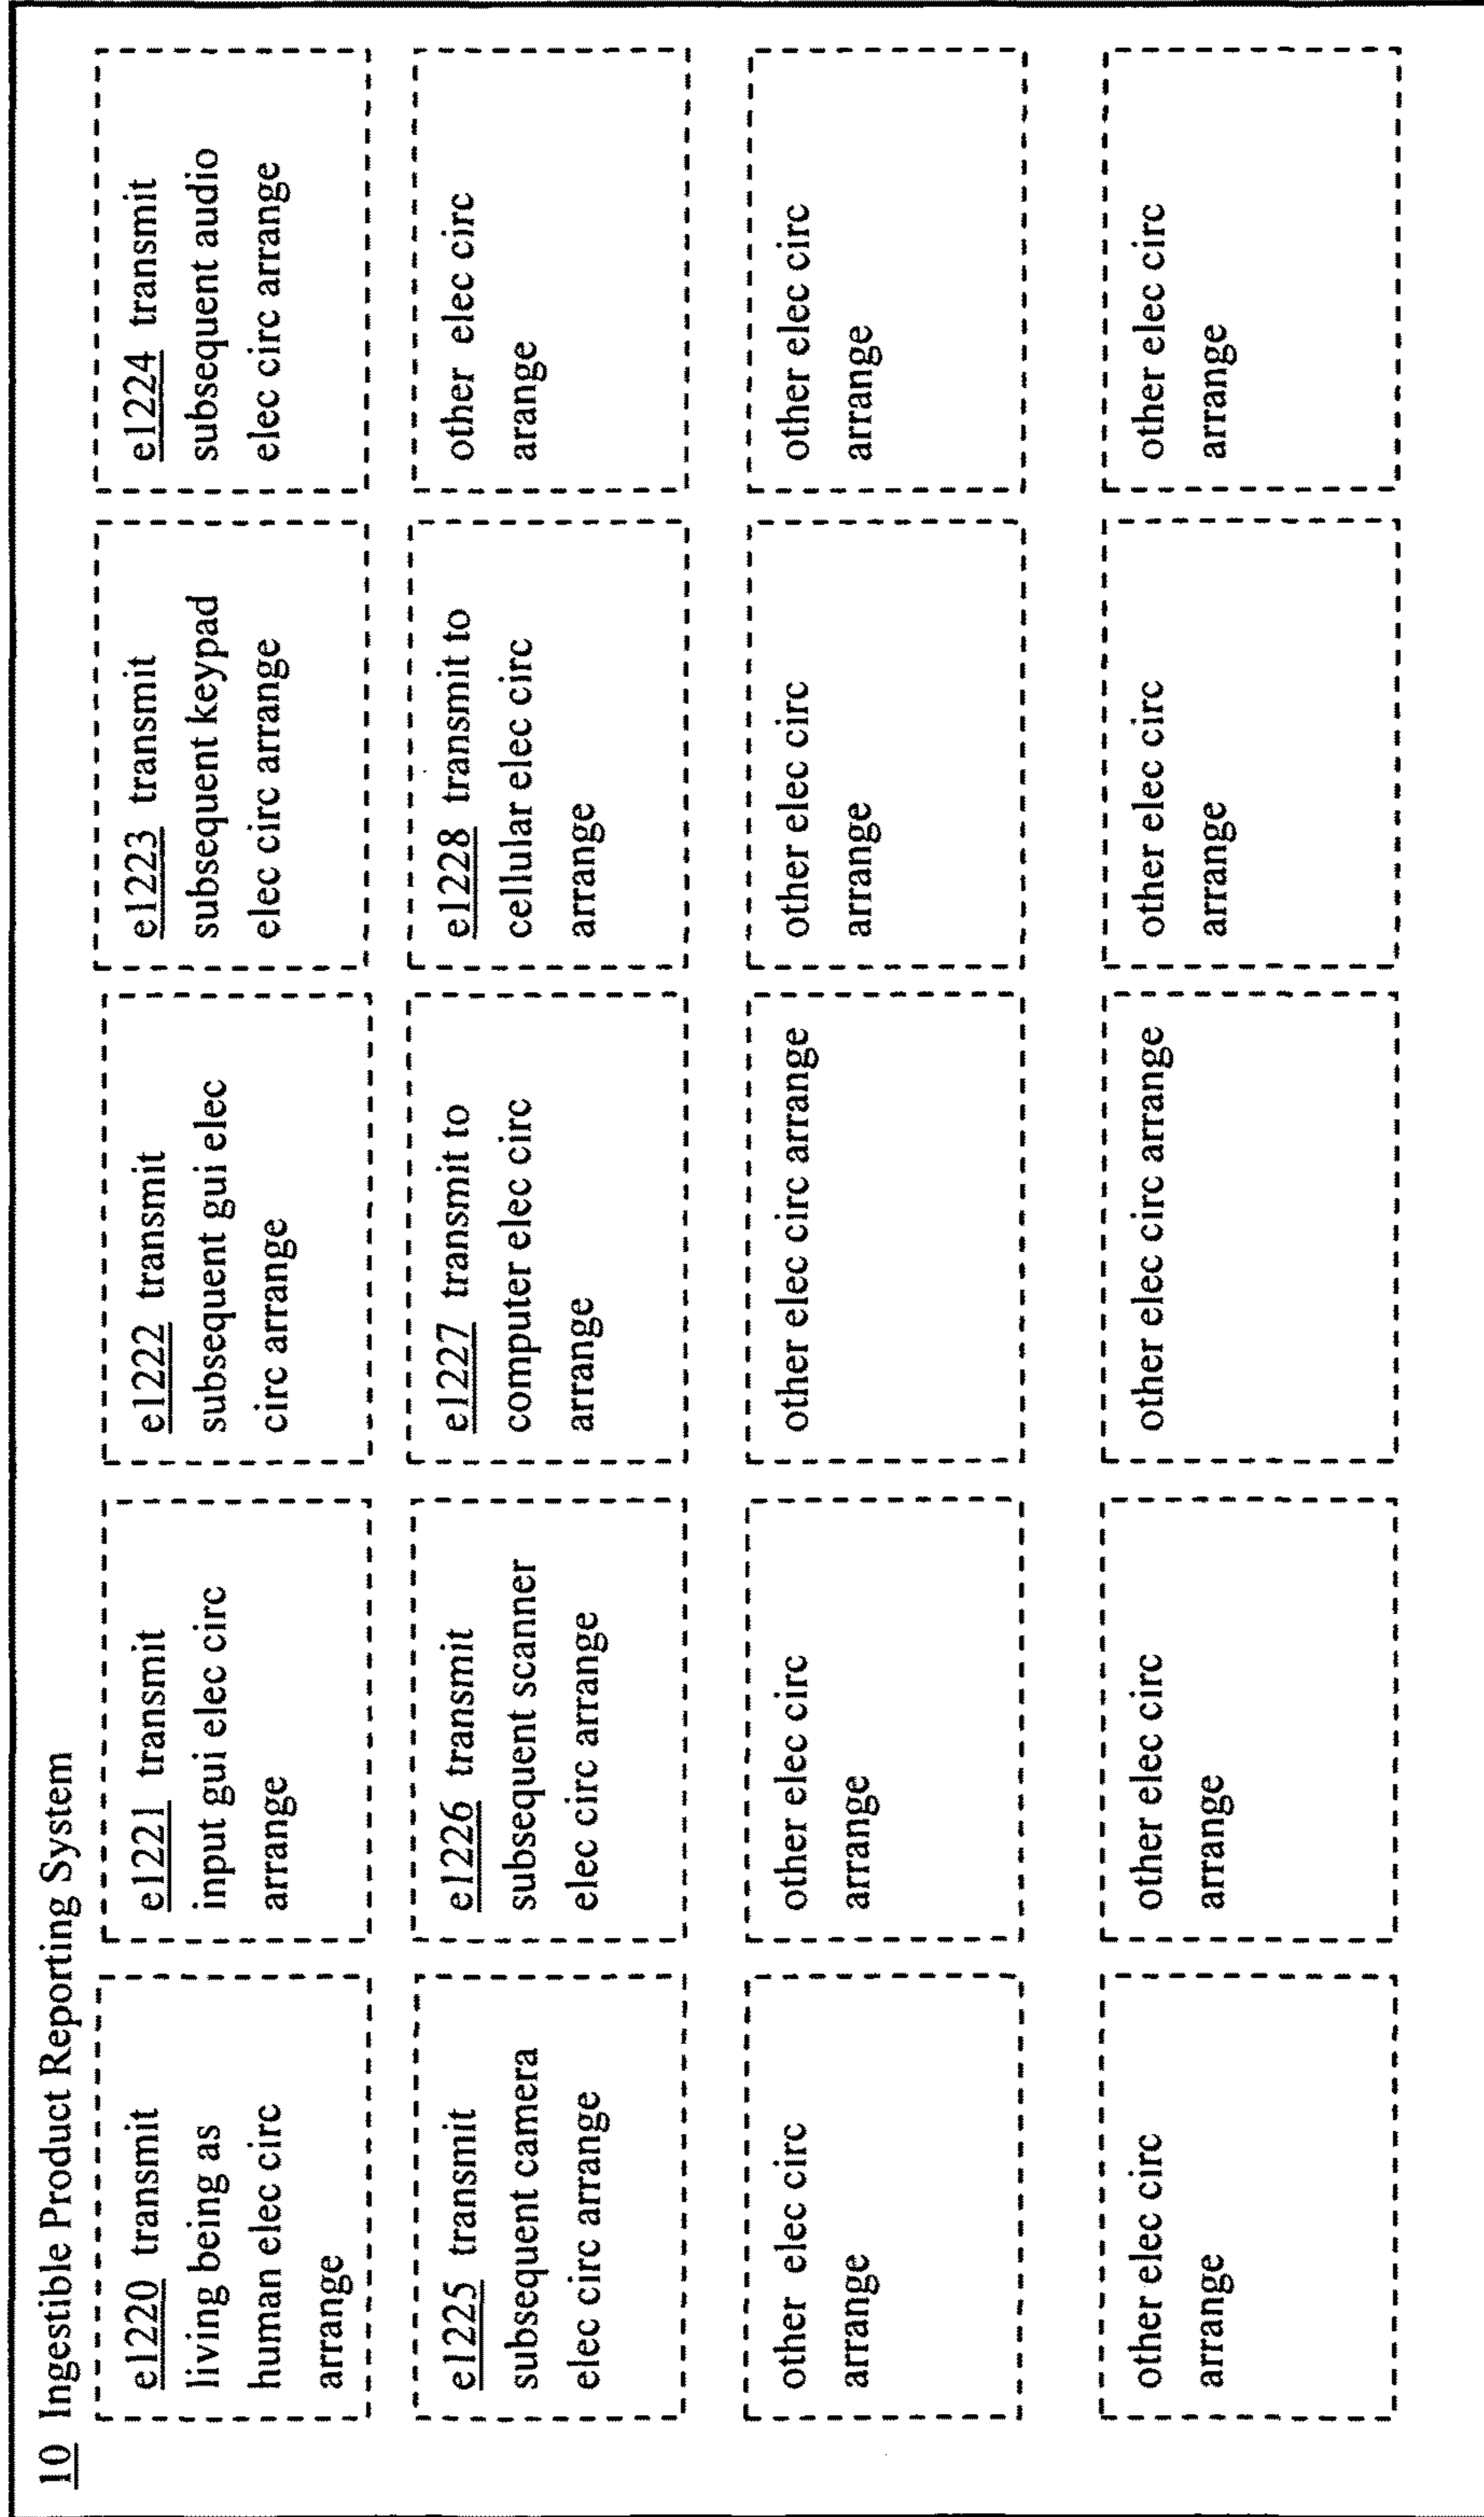 10 Ingestible Product Reporting System
e1220 transmit
living being as
human elec circ
arrange
e1221 transmit
input gui elec circ
arrange
e1222 transmit
subsequent gui elec
circ arrange
e1223 transmit
subsequent keypad
elec circ arrange
e1224 transmit
subsequent audio
elec circ arrange
e1225 transmit
subsequent camera
elec circ arrange
e1226 transmit
subsequent scanner
elec circ arrange
e1227 transmit to
computer elec circ
arrange
e1228 transmit to
cellular elec circ
arrange
other elec circ
arange
other elec circ
arrange
other elec circ
arrange
other elec circ arrange
other elec circ
arrange
other elec circ
arrange
other elec circ
arrange
other elec circ
arrange
other elec circ arrange
other elec circ
arrange
other elec circ
arrange